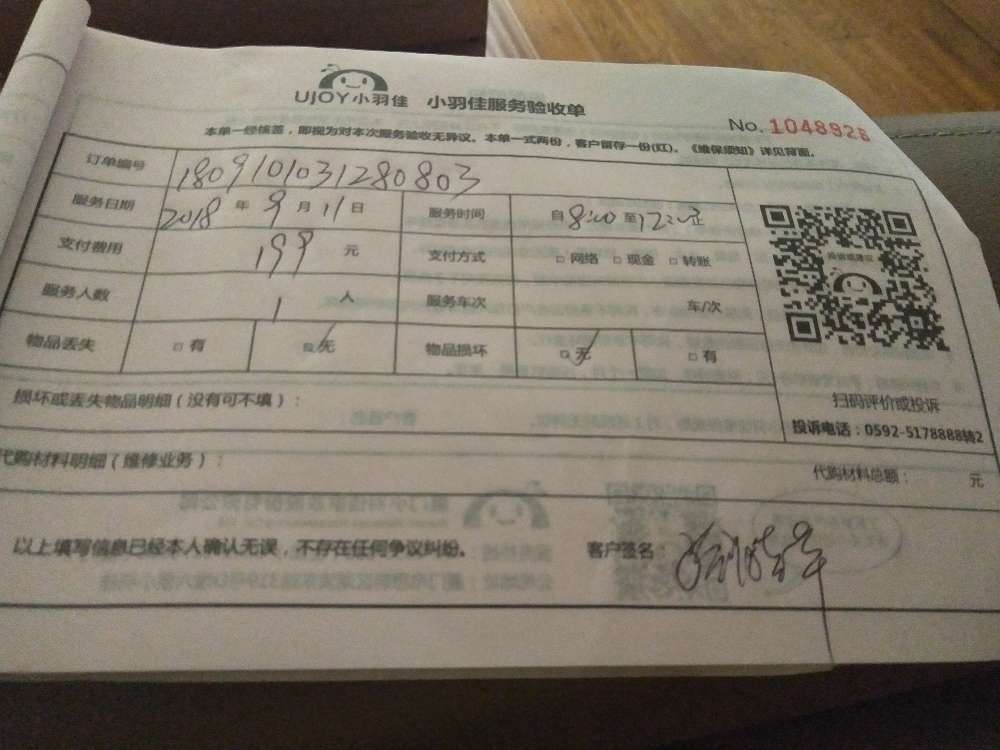 UJOY小羽佳 小羽佳服务验收单
No. 1048928
本单一经核签，即视为对本次服务验收无异议。本单一式两份，客户留存一份(红)。《维保须知》详见背面。
订单编号 1809101031280803
服务日期 2018 年 9 月 11 日 服务时间 自 8:00 至 12:00 止
支付费用 199 元 支付方式 □ 网络 □ 现金 □ 转账
服务人数 1 人 服务车次 车/次
物品丢失 □ 有 □ 无 物品损坏 □ 无 □ 有
损坏或丢失物品明细（没有可不填）：
扫码评价或投诉
投诉电话：0592-5178888转2
代购材料明细（维修业务）： 代购材料总额： 元
以上填写信息已经本人确认无误，不存在任何争议纠纷。 客户签名